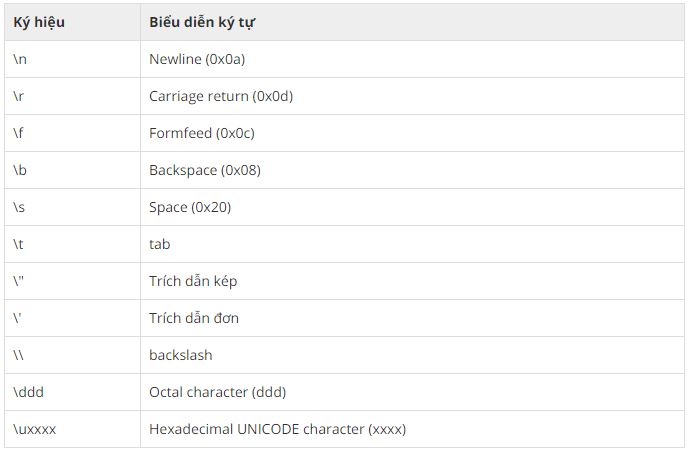 Ký hiệu Biểu diễn ký tự
\n Newline (0x0a)
\r Carriage return (0x0d)
\f Formfeed (0x0c)
\b Backspace (0x08)
\s Space (0x20)
\t tab
\" Trích dẫn kép
\' Trích dẫn đơn
\\ backslash
\ddd Octal character (ddd)
\uxxxx Hexadecimal UNICODE character (xxxx)